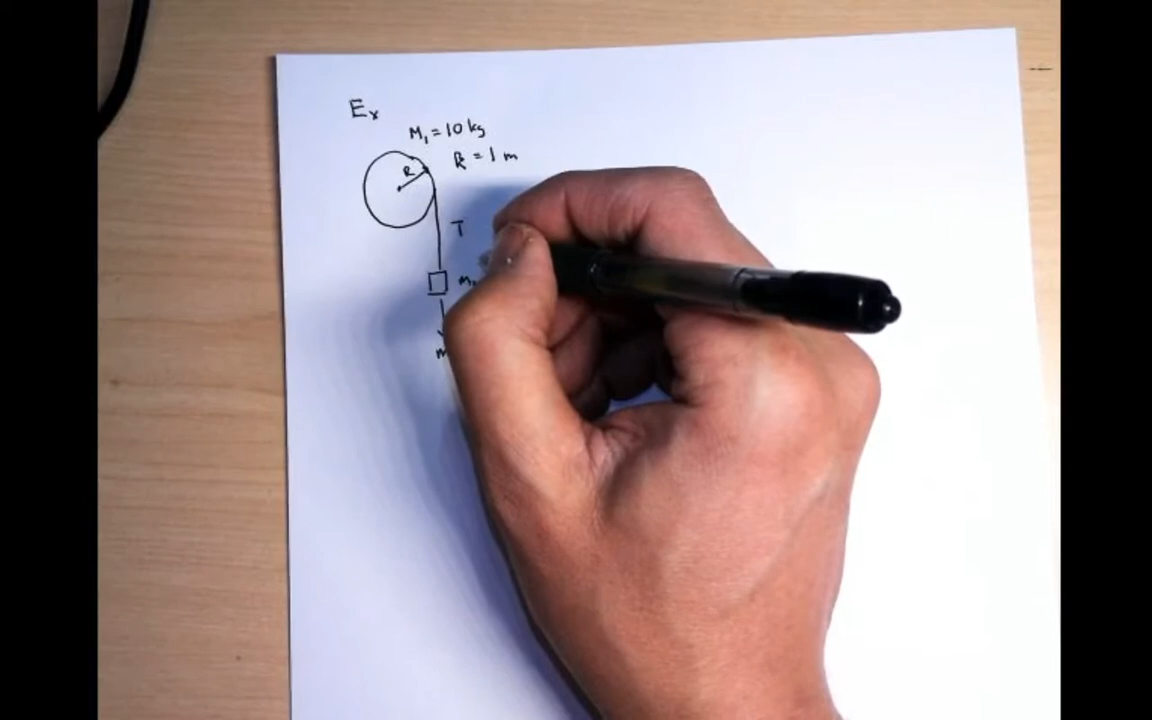 Ex
M₁ = 10 kg
R = 1 m
R
T
m